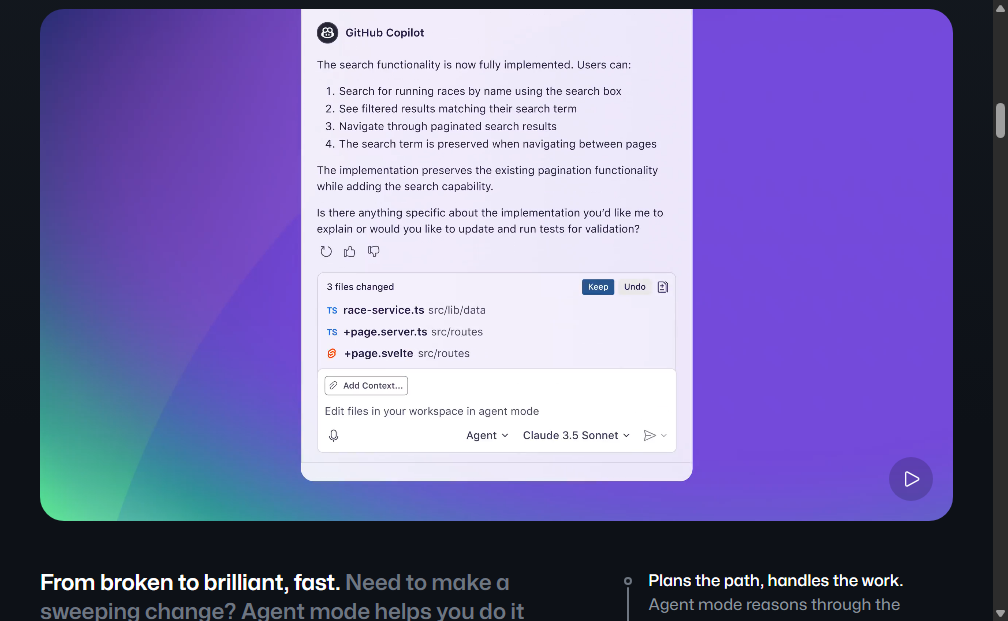 GitHub Copilot
The search functionality is now fully implemented. Users can:
1. Search for running races by name using the search box
2. See filtered results matching their search term
3. Navigate through paginated search results
4. The search term is preserved when navigating between pages
The implementation preserves the existing pagination functionality
while adding the search capability.
Is there anything specific about the implementation you'd like me to
explain or would you like to update and run tests for validation?
3 files changed Keep Undo
TS race-service.ts src/lib/data
TS +page.server.ts src/routes
+page.svelte src/routes
Add Context...
Edit files in your workspace in agent mode
Agent Claude 3.5 Sonnet
From broken to brilliant, fast. Need to make a
sweeping change? Agent mode helps you do it
Plans the path, handles the work.
Agent mode reasons through the